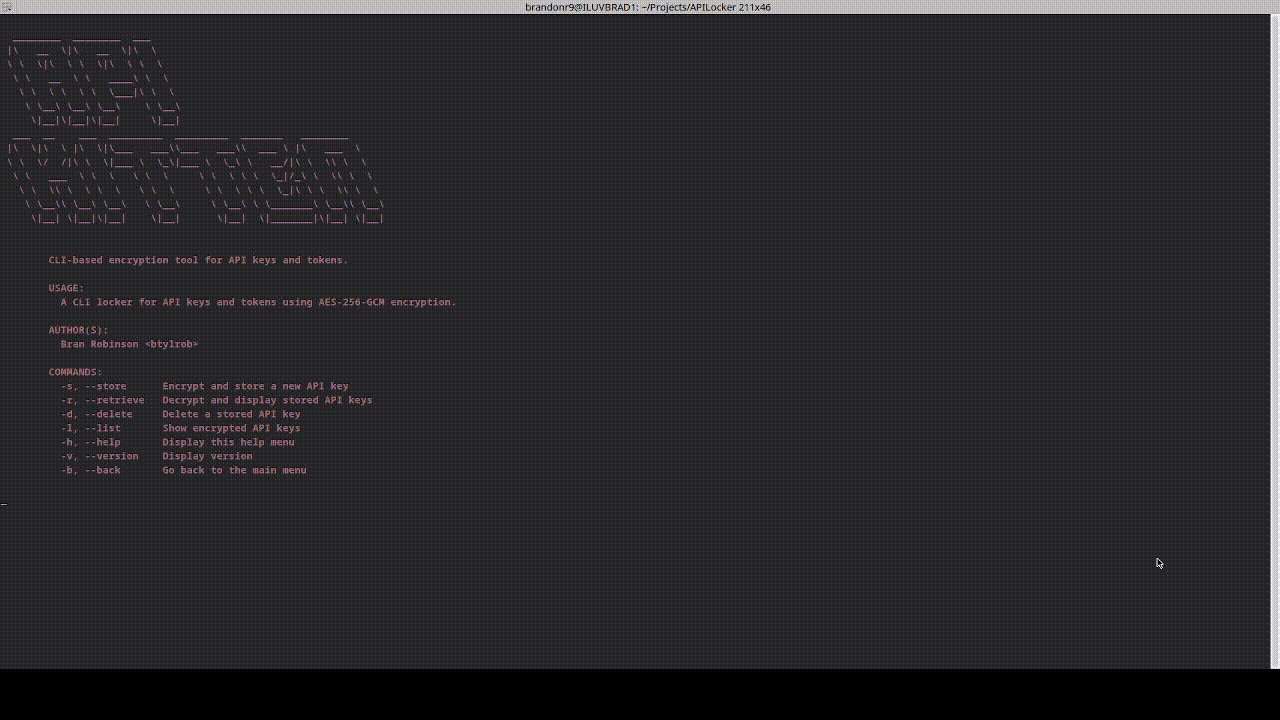 brandonr9@ILUVBRAD1: ~/Projects/APILocker 211x46
CLI-based encryption tool for API keys and tokens.
USAGE:
A CLI locker for API keys and tokens using AES-256-GCM encryption.
AUTHOR(S):
Bran Robinson <btylrob>
COMMANDS:
-s, --store Encrypt and store a new API key
-r, --retrieve Decrypt and display stored API keys
-d, --delete Delete a stored API key
-l, --list Show encrypted API keys
-h, --help Display this help menu
-v, --version Display version
-b, --back Go back to the main menu